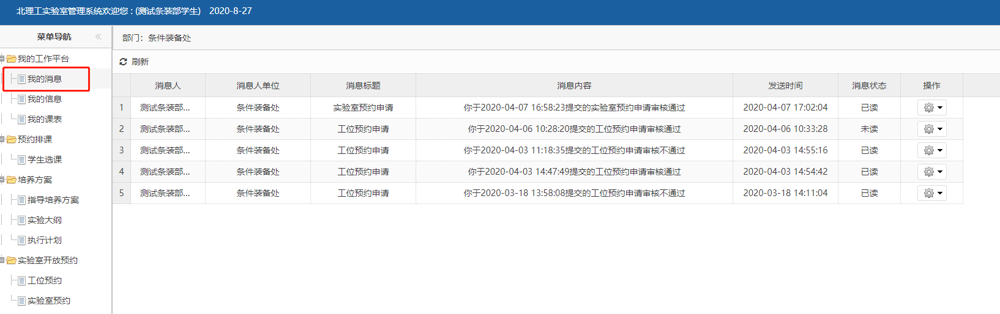 北理工实验室管理系统欢迎您 : (测试条装部学生) 2020-8-27
菜单导航 «
部门：条件装备处
我的工作平台
我的消息
我的信息
我的课表
预约排课
学生选课
培养方案
指导培养方案
实验大纲
执行计划
实验室开放预约
工位预约
实验室预约
刷新
消息人 消息人单位 消息标题 消息内容 发送时间 消息状态 操作
1 测试条装部... 条件装备处 实验室预约申请 你于2020-04-07 16:58:23提交的实验室预约申请审核通过 2020-04-07 17:02:04 已读
2 测试条装部... 条件装备处 工位预约申请 你于2020-04-06 10:28:20提交的工位预约申请审核通过 2020-04-06 10:33:28 未读
3 测试条装部... 条件装备处 工位预约申请 你于2020-04-03 11:18:35提交的工位预约申请审核不通过 2020-04-03 14:55:16 已读
4 测试条装部... 条件装备处 工位预约申请 你于2020-04-03 14:47:49提交的工位预约申请审核通过 2020-04-03 14:54:42 已读
5 测试条装部... 条件装备处 工位预约申请 你于2020-03-18 13:58:08提交的工位预约申请审核不通过 2020-03-18 14:11:04 已读